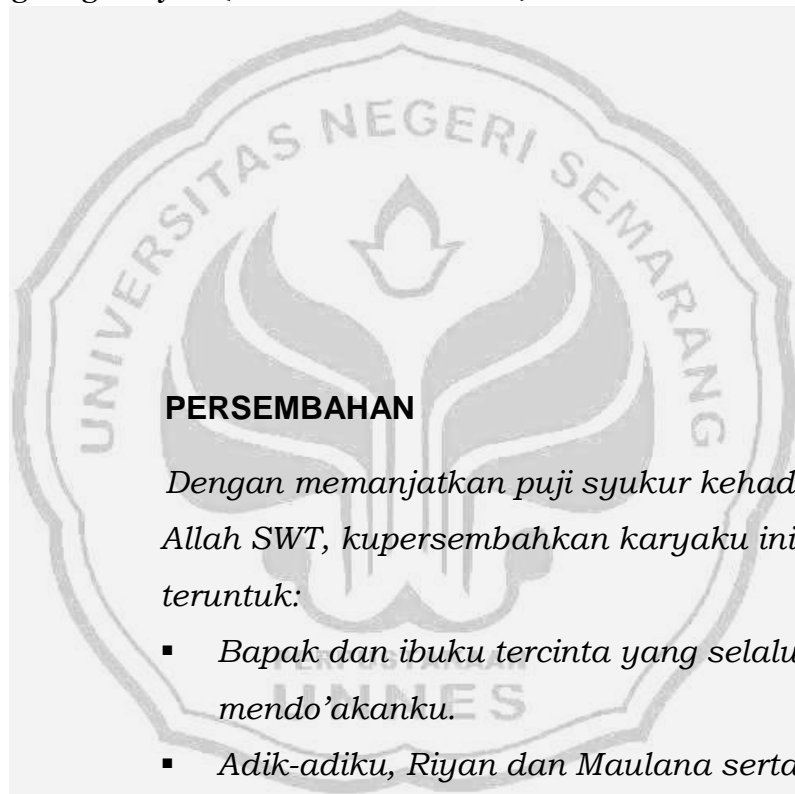 UNIVERSITAS NEGERI SEMARANG
PERSEMBAHAN
Dengan memanjatkan puji syukur kehad
Allah SWT, kupersembahkan karyaku ini
teruntuk:
▪ Bapak dan ibuku tercinta yang selalu
PERPUSTAKAAN
mendo’akanku.
UNNES
▪ Adik-adiku, Riyan dan Maulana serta